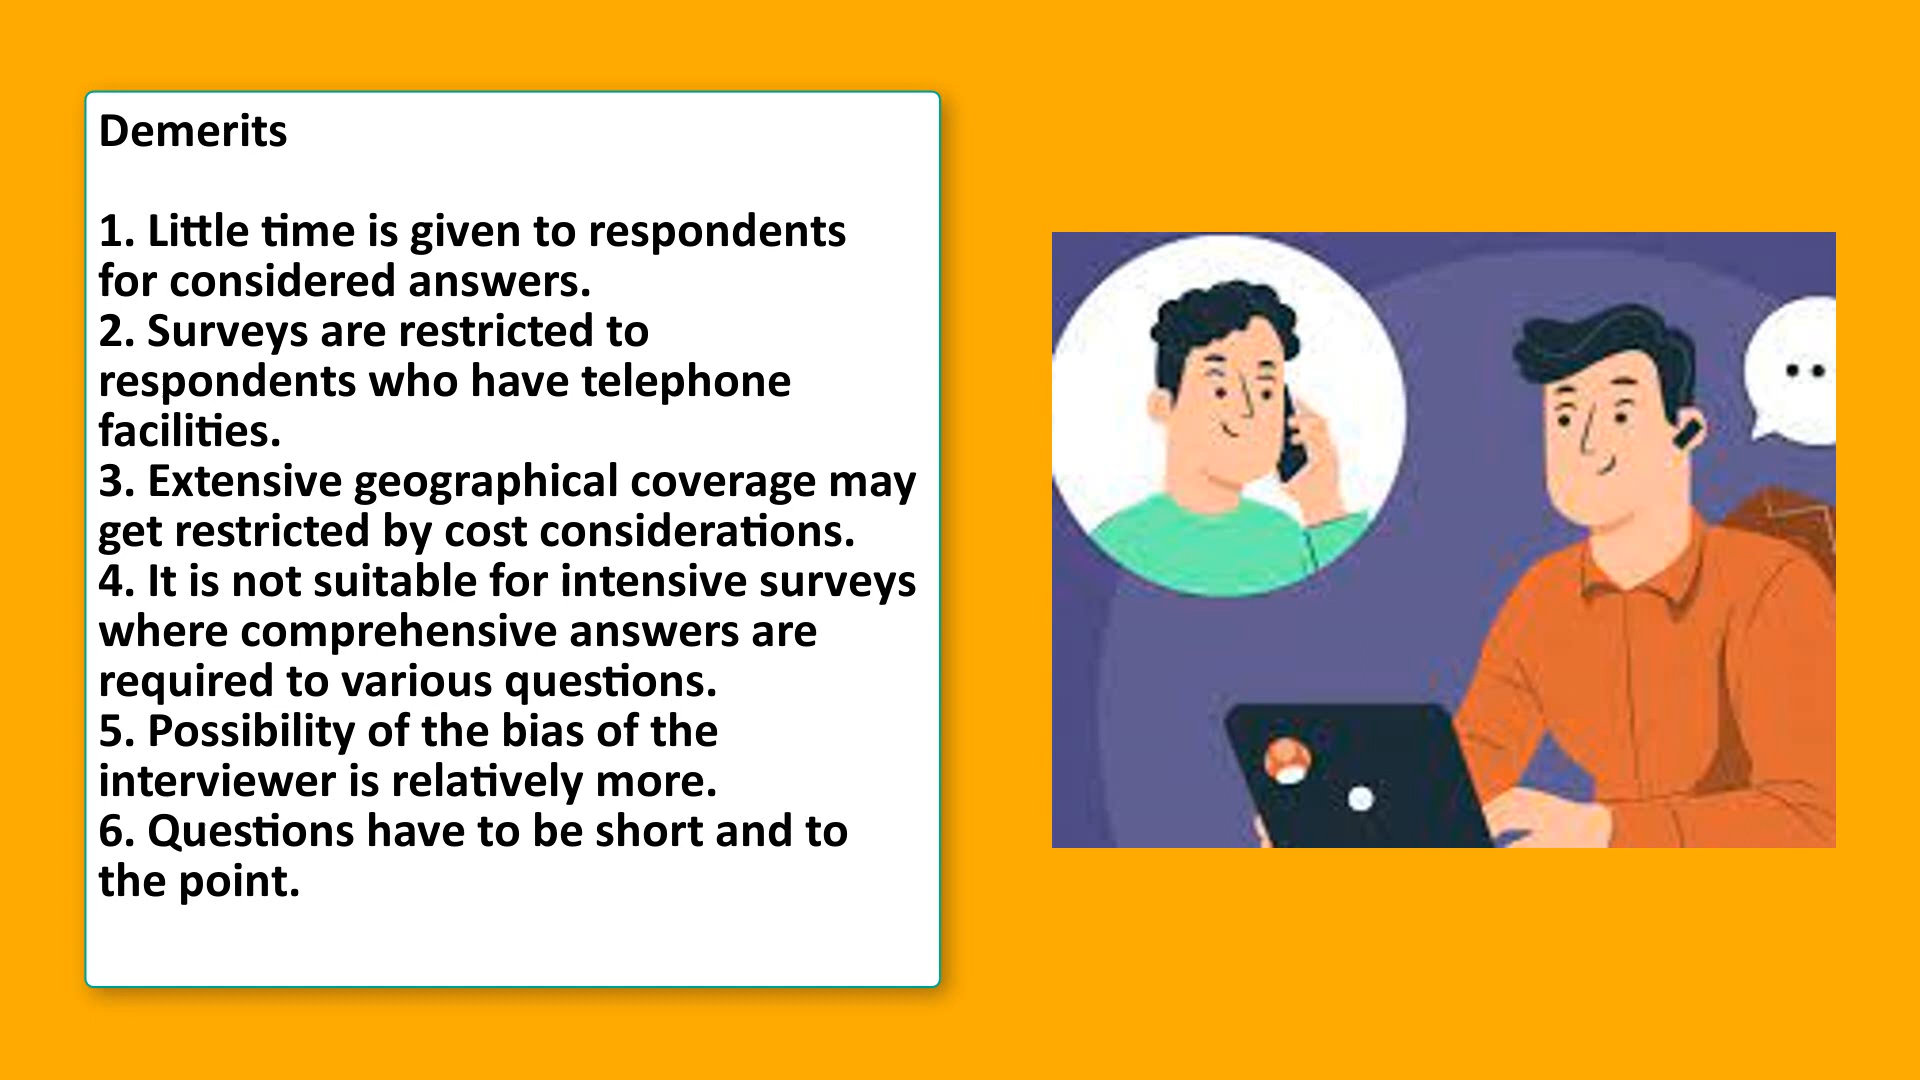 Demerits
1. Little time is given to respondents
for considered answers.
2. Surveys are restricted to
respondents who have telephone
facilities.
3. Extensive geographical coverage may
get restricted by cost considerations.
4. It is not suitable for intensive surveys
where comprehensive answers are
required to various questions.
5. Possibility of the bias of the
interviewer is relatively more.
6. Questions have to be short and to
the point.